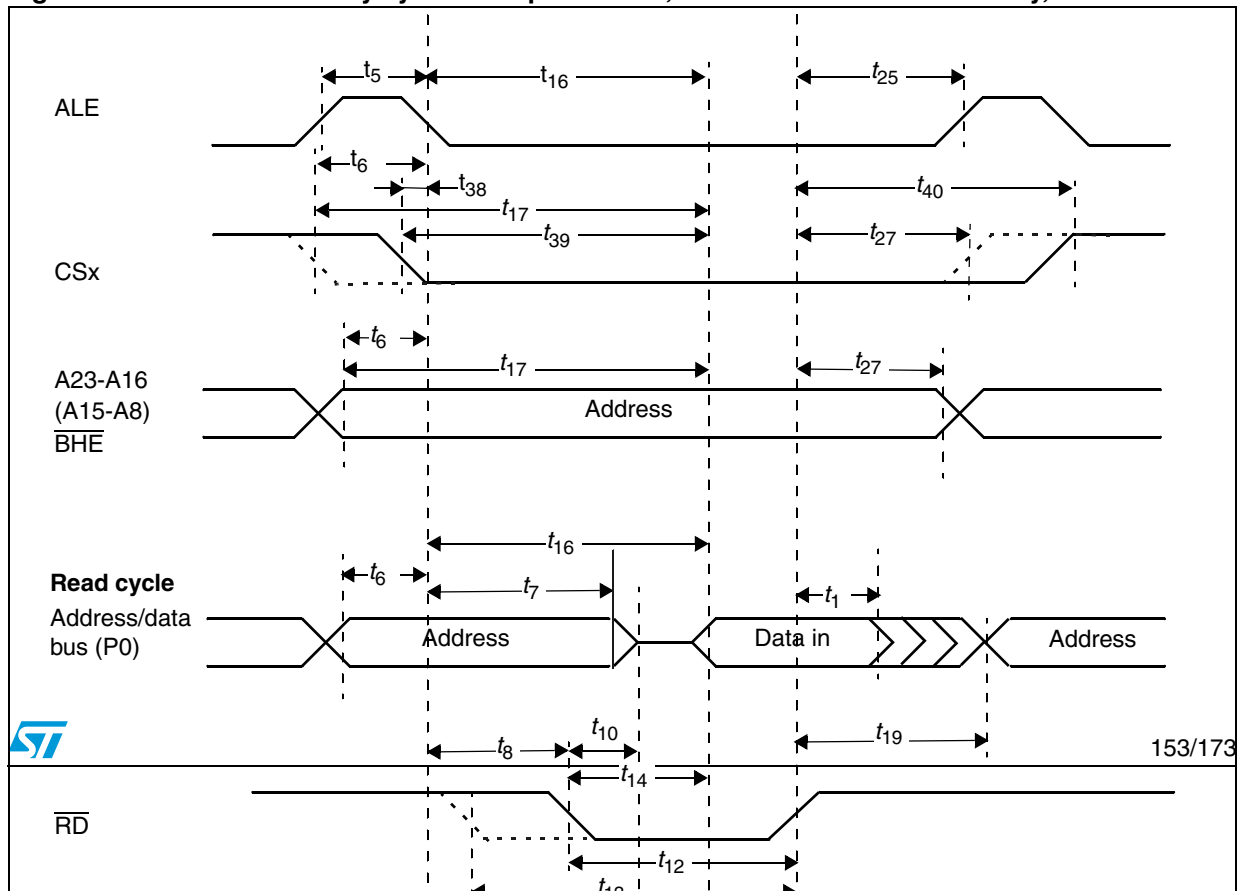 t5
t16
t25
ALE
t6
t38
t40
t17
t39
t27
CSx
t6
t17
t27
A23-A16
(A15-A8)
Address
BHE
t16
Read cycle
t6
t7
t1
Address/data
bus (P0)
Address
Data in
Address
t10
t8
t19
ST
153/173
t14
RD
t12